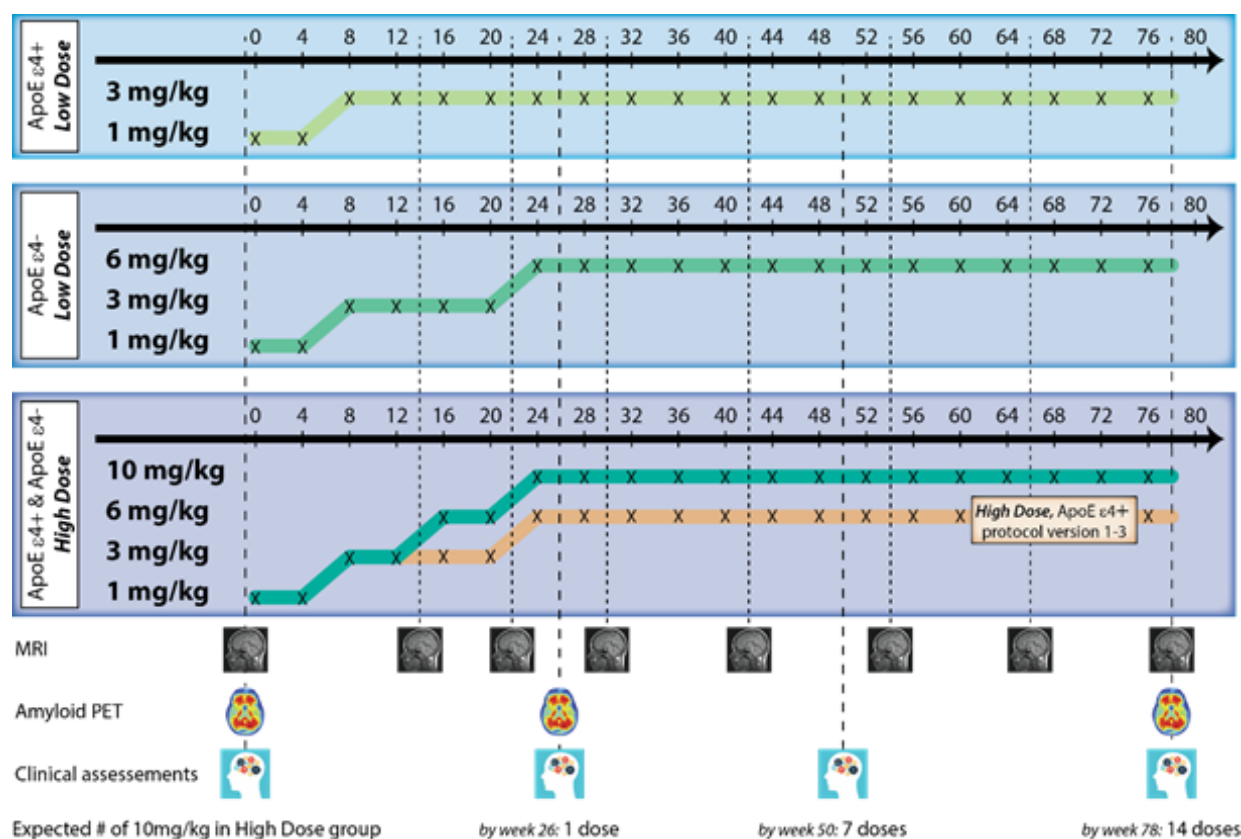 ApoE ε4+
Low Dose
0 4 8 12 16 20 24 28 32 36 40 44 48 52 56 60 64 68 72 76 80
3 mg/kg
X X X X X X X X X X X X X X X X X X
1 mg/kg
X X
ApoE ε4-
Low Dose
0 4 8 12 16 20 24 28 32 36 40 44 48 52 56 60 64 68 72 76 80
6 mg/kg
X X X X X X X X X X X X X X
3 mg/kg
X X X X
1 mg/kg
X X
ApoE ε4+ & ApoE ε4-
High Dose
0 4 8 12 16 20 24 28 32 36 40 44 48 52 56 60 64 68 72 76 80
10 mg/kg
X X X X X X X X X X X X X X
6 mg/kg
X X X X X X X X X X X X X
High Dose, ApoE ε4+
protocol version 1-3
3 mg/kg
X X X X
1 mg/kg
X X
MRI
Amyloid PET
Clinical assessements
Expected # of 10mg/kg in High Dose group by week 26: 1 dose by week 50: 7 doses by week 78: 14 doses